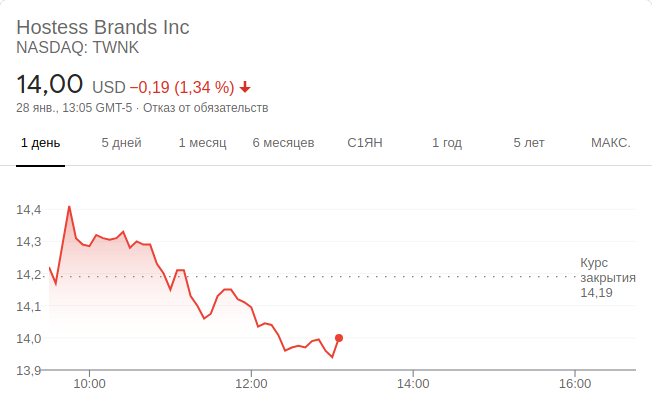 Hostess Brands Inc
NASDAQ: TWNK
14,00 USD −0,19 (1,34 %)
28 янв., 13:05 GMT-5 · Отказ от обязательств
1 день 5 дней 1 месяц 6 месяцев С1ЯН 1 год 5 лет МАКС.
14,4
14,3
14,2
14,1
14,0
13,9
Курс
закрытия
14,19
10:00 12:00 14:00 16:00